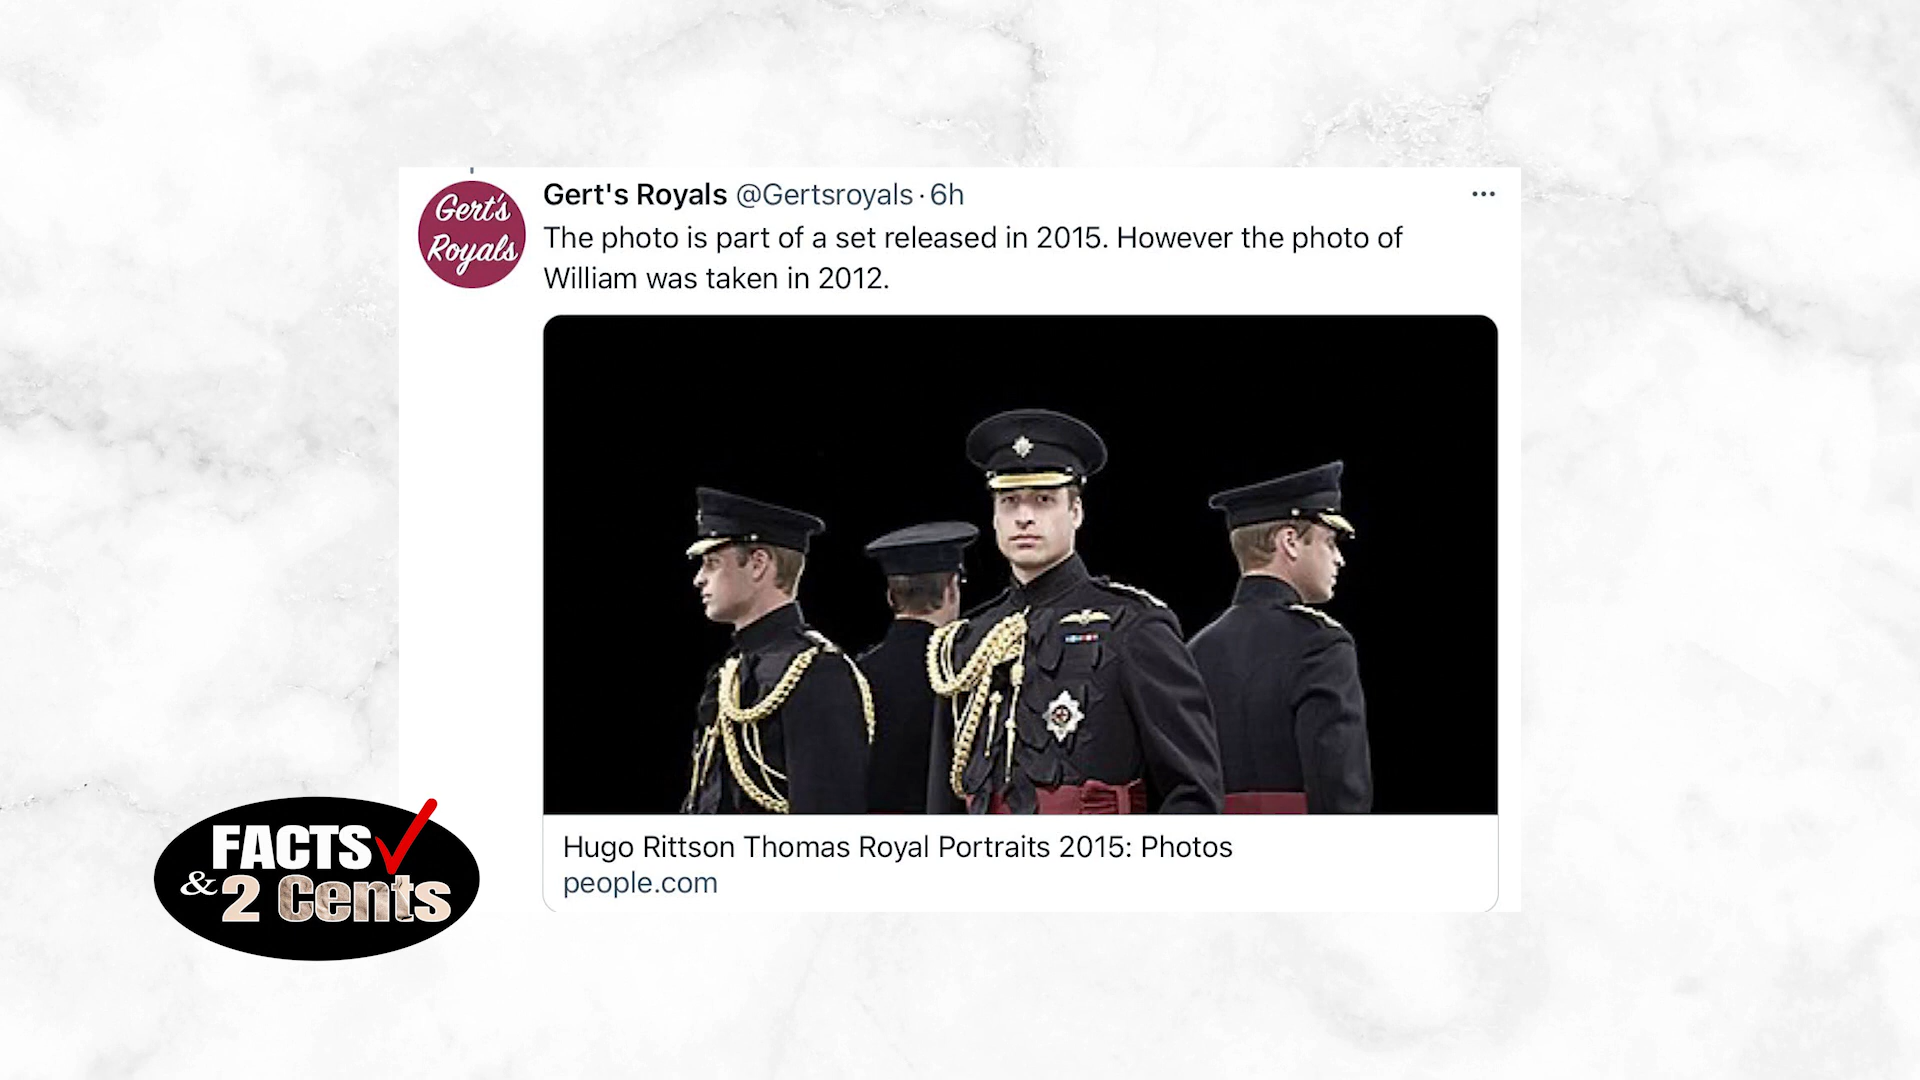 Gert's
Royals
Gert's Royals @Gertsroyals · 6h
The photo is part of a set released in 2015. However the photo of
William was taken in 2012.
Hugo Rittson Thomas Royal Portraits 2015: Photos
people.com
FACTS
& 2 Cents